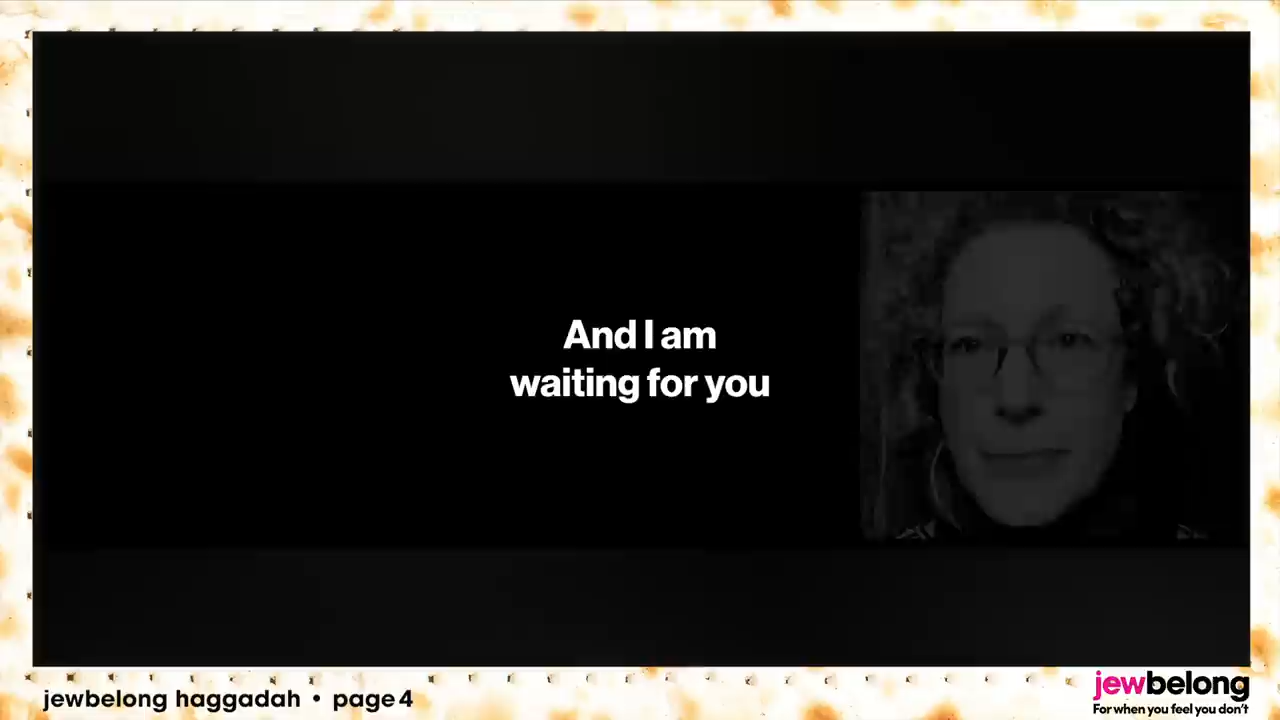 And I am
waiting for you
jewbelong haggadah • page 4
jewbelong
For when you feel you don't